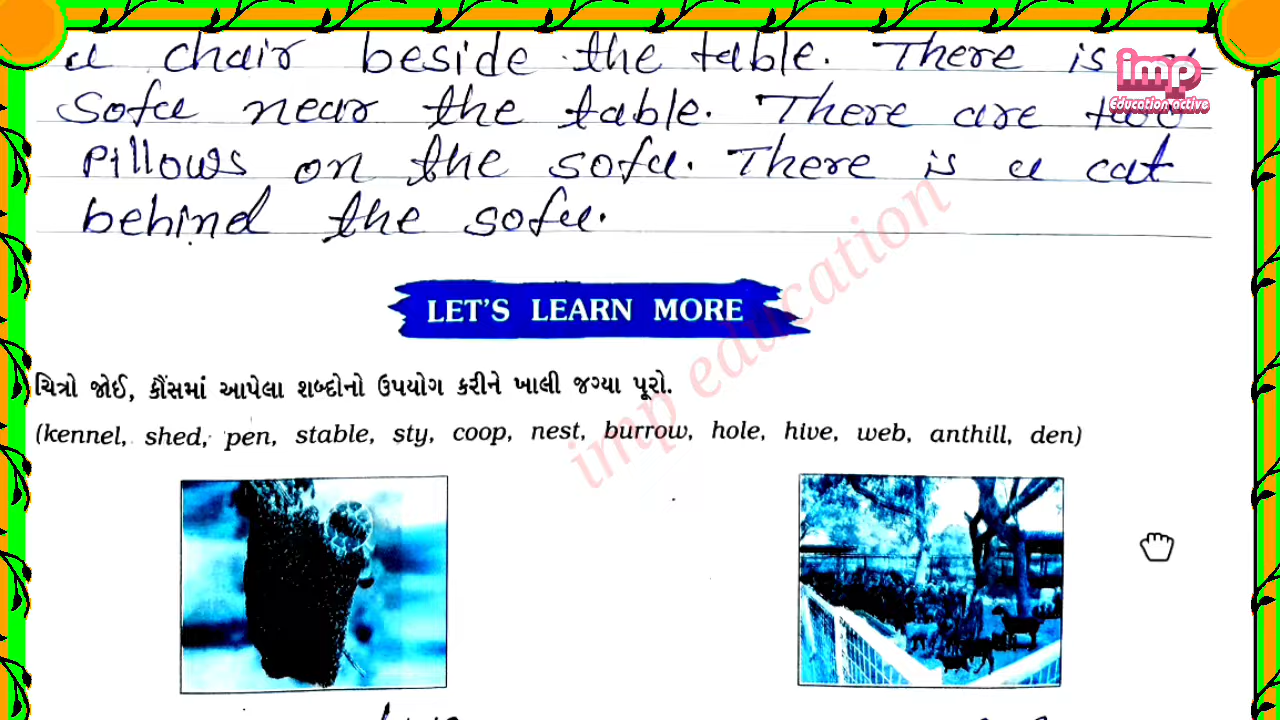 a chair beside the table. There is a
sofa near the table. There are two
pillows on the sofa. There is a cat
behind the sofa.
imp
Education active
LET'S LEARN MORE
ચિત્રો જોઈ, કૌંસમાં આપેલા શબ્દોનો ઉપયોગ કરીને ખાલી જગ્યા પૂરો.
(kennel, shed, pen, stable, sty, coop, nest, burrow, hole, hive, web, anthill, den)
imp education